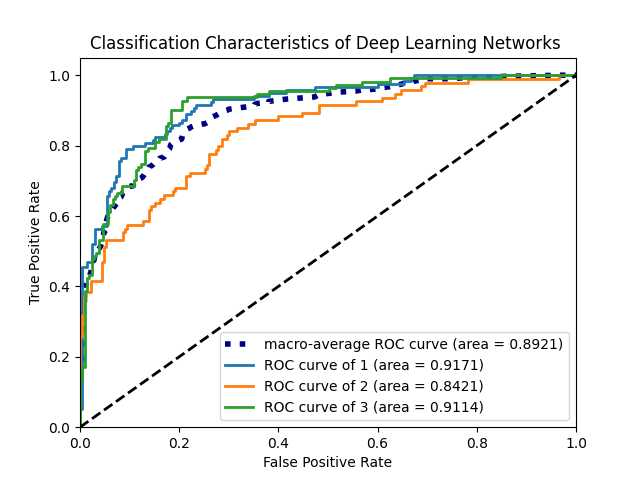 Classification Characteristics of Deep Learning Networks
1.0
0.8
0.6
0.4
0.2
0.0
True Positive Rate
macro-average ROC curve (area = 0.8921)
ROC curve of 1 (area = 0.9171)
ROC curve of 2 (area = 0.8421)
ROC curve of 3 (area = 0.9114)
0.0 0.2 0.4 0.6 0.8 1.0
False Positive Rate